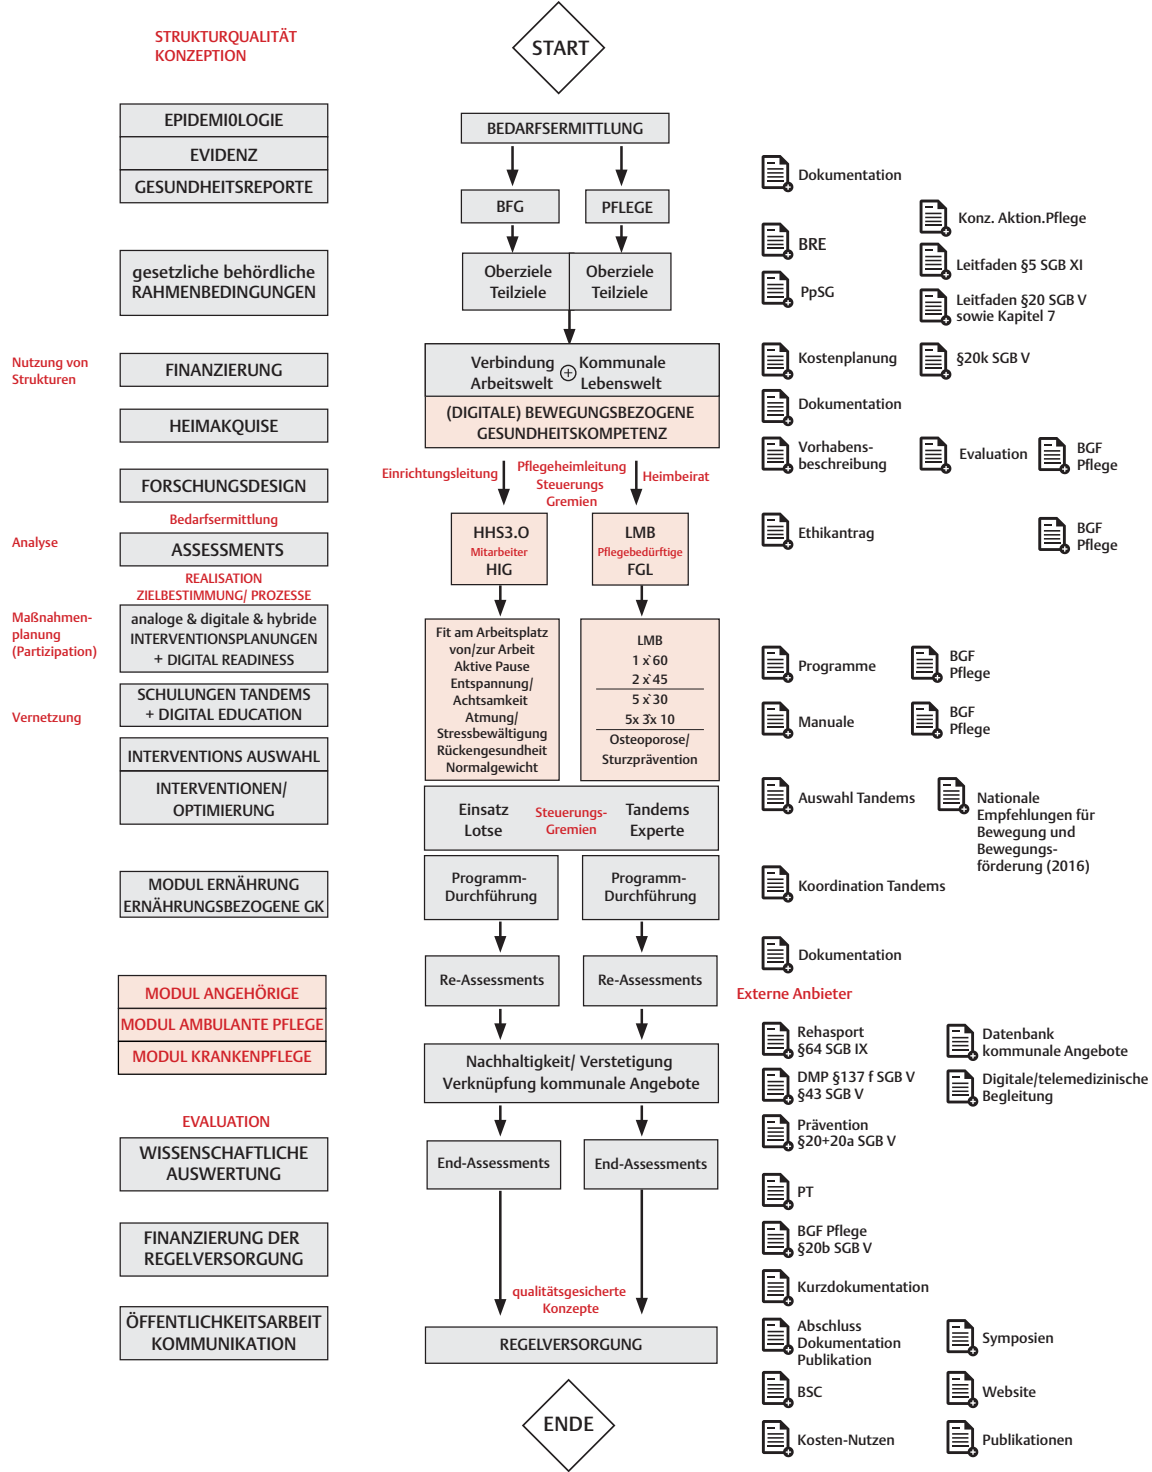 STRUKTURQUALITÄT
KONZEPTION
START
EPIDEMI0LOGIE
EVIDENZ
GESUNDHEITSREPORTE
BEDARFSERMITTLUNG
BFG
PFLEGE
Dokumentation
BRE
Konz. Aktion.Pflege
Leitfaden §5 SGB XI
PpSG
Leitfaden §20 SGB V
sowie Kapitel 7
gesetzliche behördliche
RAHMENBEDINGUNGEN
Oberziele
Teilziele
Oberziele
Teilziele
Nutzung von
Strukturen
FINANZIERUNG
Verbindung
Arbeitswelt
+
Kommunale
Lebenswelt
Kostenplanung
§20k SGB V
HEIMAKQUISE
(DIGITALE) BEWEGUNGSBEZOGENE
GESUNDHEITSKOMPETENZ
Dokumentation
Vorhabens-
beschreibung
Evaluation
BGF
Pflege
FORSCHUNGSDESIGN
Einrichtungsleitung
Pflegeheimleitung
Steuerungs
Gremien
Heimbeirat
Bedarfsermittlung
Analyse
ASSESSMENTS
HHS3.O
Mitarbeiter
HIG
LMB
Pflegebedürftige
FGL
Ethikantrag
BGF
Pflege
REALISATION
ZIELBESTIMMUNG/ PROZESSE
Maßnahmen-
planung
(Partizipation)
analoge & digitale & hybride
INTERVENTIONSPLANUNGEN
+ DIGITAL READINESS
Fit am Arbeitsplatz
von/zur Arbeit
Aktive Pause
Entspannung/
Achtsamkeit
Atmung/
Stressbewältigung
Rückengesundheit
Normalgewicht
LMB
1 x`60
2 x`45
5 x`30
5x 3`x 10
Osteoporose/
Sturzprävention
Programme
BGF
Pflege
Vernetzung
SCHULUNGEN TANDEMS
+ DIGITAL EDUCATION
Manuale
BGF
Pflege
INTERVENTIONS AUSWAHL
INTERVENTIONEN/
OPTIMIERUNG
Einsatz
Lotse
Steuerungs-
Gremien
Tandems
Experte
Auswahl Tandems
Nationale
Empfehlungen für
Bewegung und
Bewegungs-
förderung (2016)
MODUL ERNÄHRUNG
ERNÄHRUNGSBEZOGENE GK
Programm-
Durchführung
Programm-
Durchführung
Koordination Tandems
Dokumentation
MODUL ANGEHÖRIGE
MODUL AMBULANTE PFLEGE
MODUL KRANKENPFLEGE
Re-Assessments
Re-Assessments
Externe Anbieter
Rehasport
§64 SGB IX
Datenbank
kommunale Angebote
Nachhaltigkeit/ Verstetigung
Verknüpfung kommunale Angebote
DMP §137 f SGB V
§43 SGB V
Digitale/telemedizinische
Begleitung
Prävention
§20+20a SGB V
EVALUATION
WISSENSCHAFTLICHE
AUSWERTUNG
End-Assessments
End-Assessments
PT
FINANZIERUNG DER
REGELVERSORGUNG
BGF Pflege
§20b SGB V
Kurzdokumentation
qualitätsgesicherte
Konzepte
ÖFFENTLICHKEITSARBEIT
KOMMUNIKATION
REGELVERSORGUNG
Abschluss
Dokumentation
Publikation
Symposien
BSC
Website
ENDE
Kosten-Nutzen
Publikationen